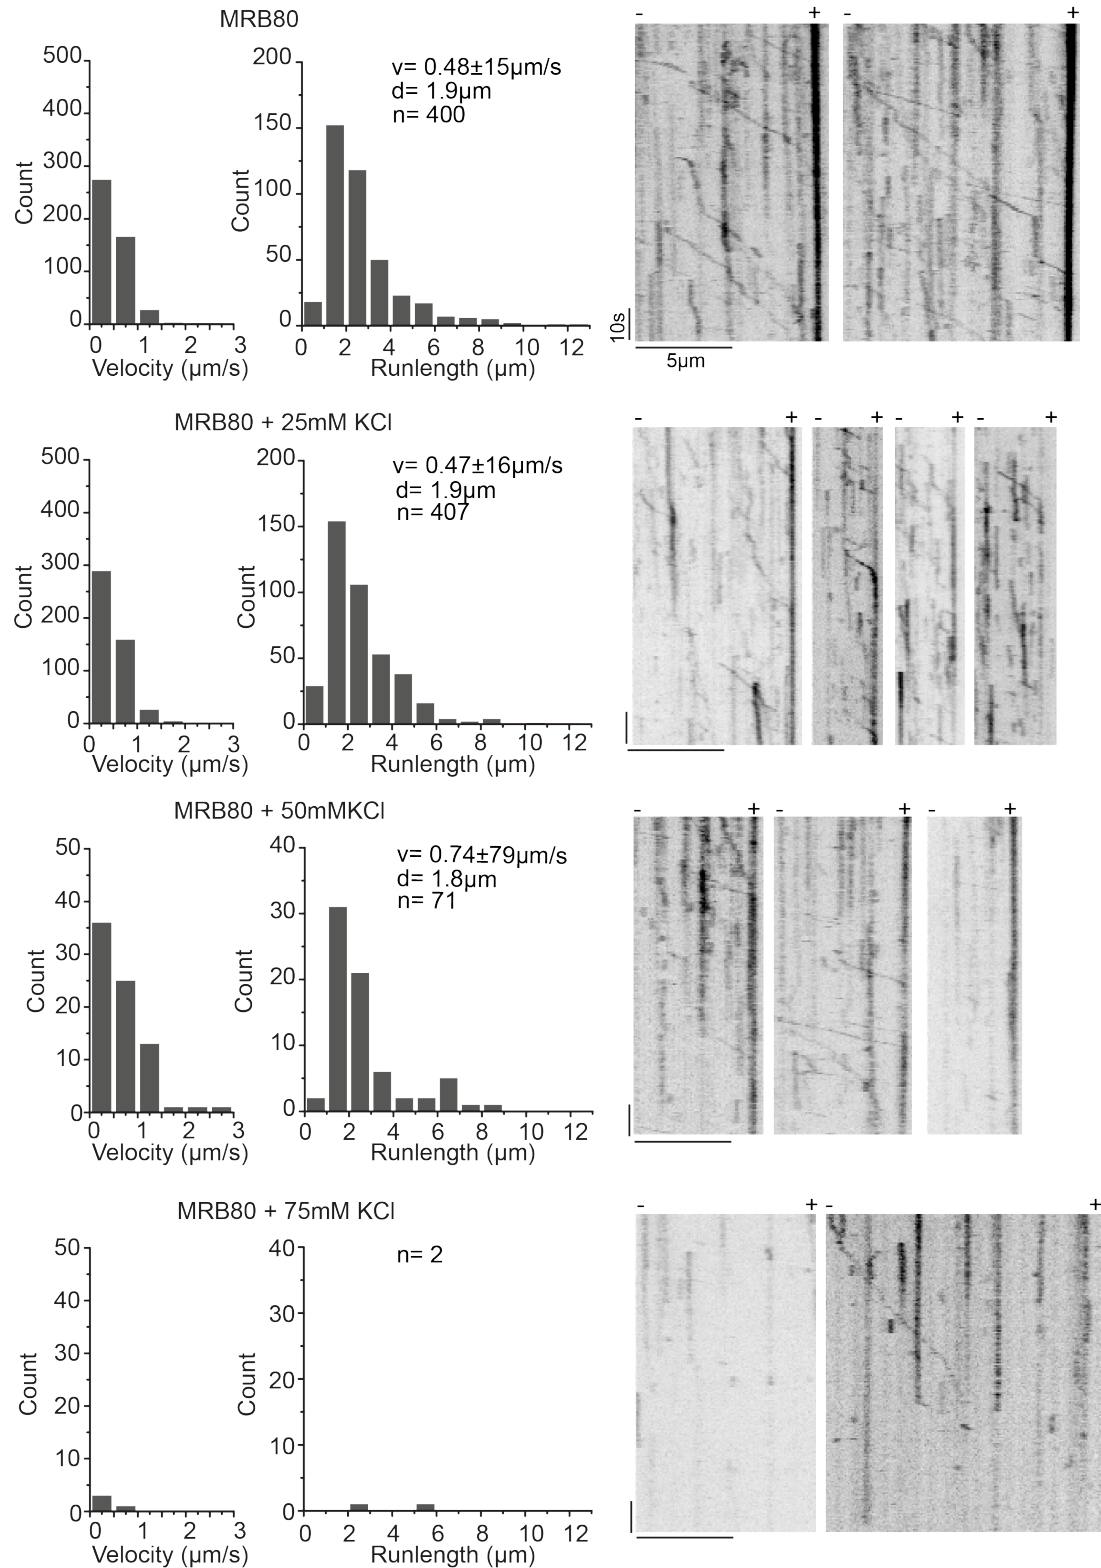 MRB80
- + - +
500
400
300
200
100
0
Count
0 1 2 3
Velocity (µm/s)
200
150
100
50
0
Count
0 2 4 6 8 10 12
Runlength (µm)
v= 0.48±15µm/s
d= 1.9µm
n= 400
10s
5µm
MRB80 + 25mM KCl
- + - + - + - +
500
400
300
200
100
0
Count
0 1 2 3
Velocity (µm/s)
200
150
100
50
0
Count
0 2 4 6 8 10 12
Runlength (µm)
v= 0.47±16µm/s
d= 1.9µm
n= 407
MRB80 + 50mMKCl
- + - + - +
50
40
30
20
10
0
Count
0 1 2 3
Velocity (µm/s)
40
30
20
10
0
Count
0 2 4 6 8 10 12
Runlength (µm)
v= 0.74±79µm/s
d= 1.8µm
n= 71
MRB80 + 75mM KCl
- + - +
50
40
30
20
10
0
Count
0 1 2 3
Velocity (µm/s)
40
30
20
10
0
Count
0 2 4 6 8 10 12
Runlength (µm)
n= 2